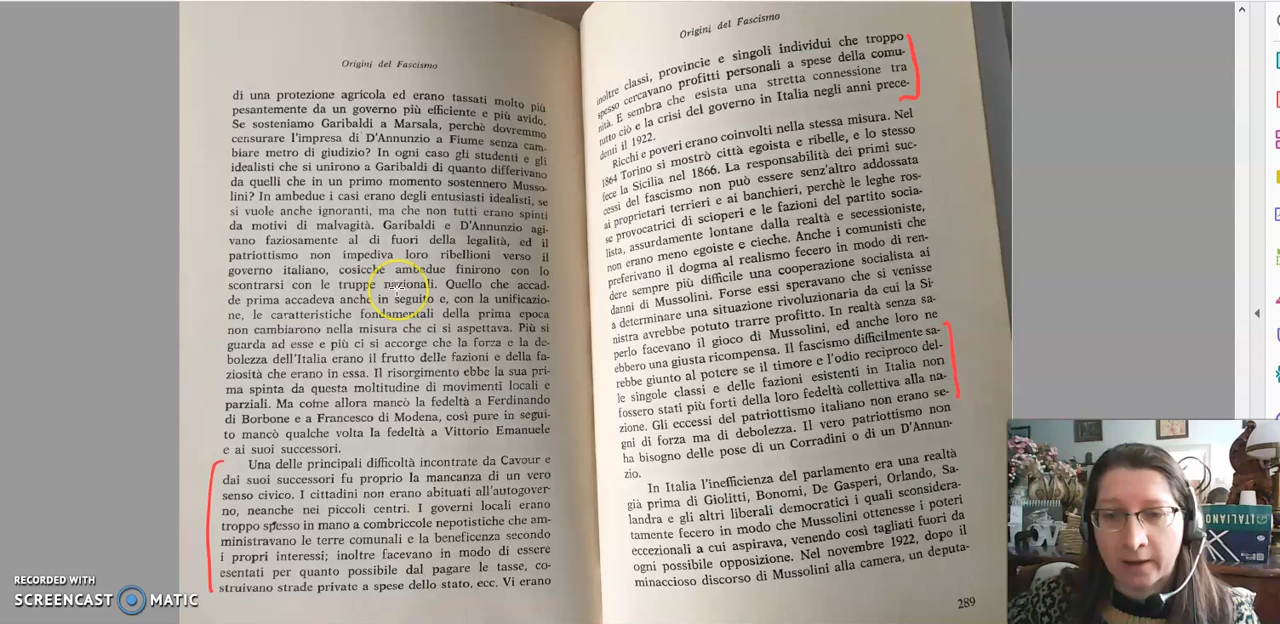 Origini del Fascismo
di una protezione agricola ed erano tassati molto più
pesantemente da un governo più efficiente e più avido.
Se sosteniamo Garibaldi a Marsala, perchè dovremmo
censurare l'impresa di D'Annunzio a Fiume senza cam-
biare metro di giudizio? In ogni caso gli studenti e gli
idealisti che si unirono a Garibaldi di quanto differivano
da quelli che in un primo momento sostennero Musso-
lini? In ambedue i casi erano degli entusiasti idealisti, se
si vuole anche ignoranti, ma che non tutti erano spinti
da motivi di malvagità. Garibaldi e D'Annunzio agi-
vano faziosamente al di fuori della legalità, ed il
patriottismo non impediva loro ribellioni verso il
governo italiano, cosicchè ambedue finirono con lo
scontrarsi con le truppe nazionali. Quello che accad-
de prima accadeva anche in seguito e, con la unificazio-
ne, le caratteristiche fondamentali della prima epoca
non cambiarono nella misura che ci si aspettava. Più si
guarda ad esse e più ci si accorge che la forza e la de-
bolezza dell'Italia erano il frutto delle fazioni e della fa-
ziosità che erano in essa. Il risorgimento ebbe la sua pri-
ma spinta da questa moltitudine di movimenti locali e
parziali. Ma come allora mancò la fedeltà a Ferdinando
di Borbone e a Francesco di Modena, così pure in segui-
to mancò qualche volta la fedeltà a Vittorio Emanuele
e ai suoi successori.
Una delle principali difficoltà incontrate da Cavour e
dai suoi successori fu proprio la mancanza di un vero
senso civico. I cittadini non erano abituati all'autogover-
no, neanche nei piccoli centri. I governi locali erano
troppo spesso in mano a combriccole nepotistiche che am-
ministravano le terre comunali e la beneficenza secondo
i propri interessi; inoltre facevano in modo di essere
esentati per quanto possibile dal pagare le tasse, co-
struivano strade private a spese dello stato, ecc. Vi erano
Origini del Fascismo
inoltre classi, provincie e singoli individui che troppo
spesso cercavano profitti personali a spese della comu-
nità. E sembra che esista una stretta connessione tra
tutto ciò e la crisi del governo in Italia negli anni prece-
denti il 1922.
Ricchi e poveri erano coinvolti nella stessa misura. Nel
1864 Torino si mostrò città egoista e ribelle, e lo stesso
fece la Sicilia nel 1866. La responsabilità dei primi suc-
cessi del fascismo non può essere senz'altro addossata
ai proprietari terrieri e ai banchieri, perchè le leghe ros-
se provocatrici di scioperi e le fazioni del partito socia-
lista, assurdamente lontane dalla realtà e secessioniste,
non erano meno egoiste e cieche. Anche i comunisti che
preferivano il dogma al realismo fecero in modo di ren-
dere sempre più difficile una cooperazione socialista ai
danni di Mussolini. Forse essi speravano che si venisse
a determinare una situazione rivoluzionaria da cui la Si-
nistra avrebbe potuto trarre profitto. In realtà senza sa-
perlo facevano il gioco di Mussolini, ed anche loro ne
ebbero una giusta ricompensa. Il fascismo difficilmente sa-
rebbe giunto al potere se il timore e l'odio reciproco del-
le singole classi e delle fazioni esistenti in Italia non
fossero stati più forti della loro fedeltà collettiva alla na-
zione. Gli eccessi del patriottismo italiano non erano se-
gni di forza ma di debolezza. Il vero patriottismo non
ha bisogno delle pose di un Corradini o di un D'Annun-
zio.
In Italia l'inefficienza del parlamento era una realtà
già prima di Giolitti, Bonomi, De Gasperi, Orlando, Sa-
landra e gli altri liberali democratici i quali sconsidera-
tamente fecero in modo che Mussolini ottenesse i poteri
eccezionali a cui aspirava, venendo così tagliati fuori da
ogni possibile opposizione. Nel novembre 1922, dopo il
minaccioso discorso di Mussolini alla camera, un deputa-
289
ITALIANO
RECORDED WITH
SCREENCAST MATIC